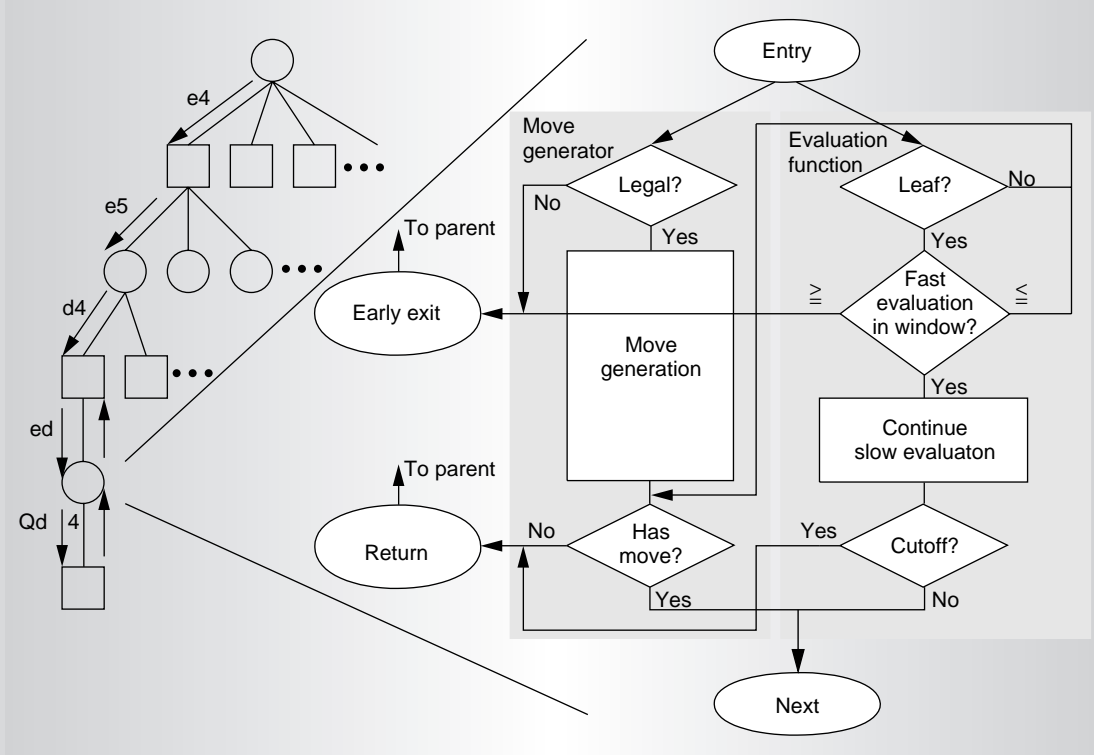 e4
e5
d4
ed
Qd 4
Entry
Move
generator
Legal?
No
Yes
To parent
Early exit
Move
generation
To parent
Return
No
Has
move?
Yes
Evaluation
function
Leaf?
No
Yes
≧
Fast
evaluation
in window?
≦
Yes
Continue
slow evaluaton
Yes
Cutoff?
No
Next